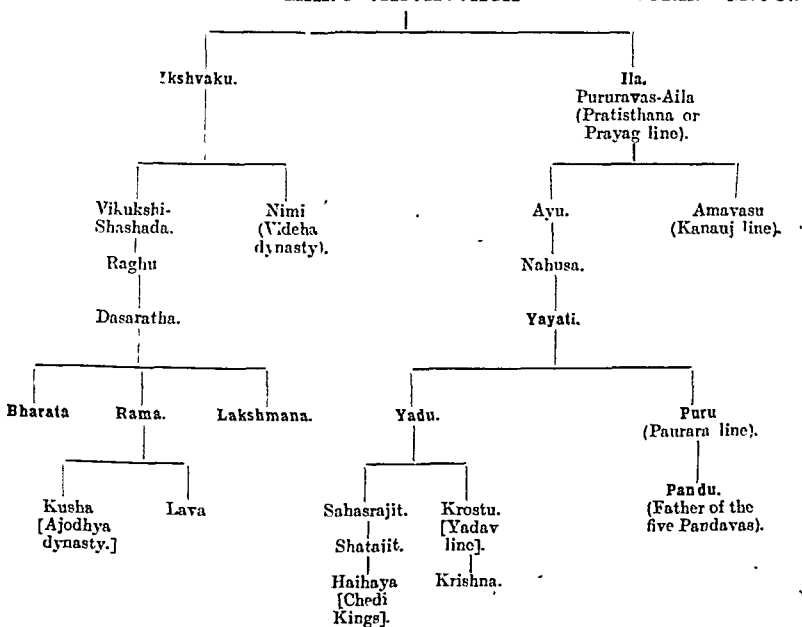 Ikshvaku.
Ila.
Pururavas-Aila
(Pratisthana or
Prayag line).
Vikukshi-
Shashada.
Nimi
(Videha
dynasty).
Ayu.
Amavasu
(Kanauj line).
Raghu
Nahusa.
Dasaratha.
Yayati.
Bharata
Rama.
Lakshmana.
Yadu.
Puru
(Paurara line).
Kusha
[Ajodhya
dynasty.]
Lava
Sahasrajit.
Krostu.
[Yadav
line].
Pandu.
(Father of the
five Pandavas).
Shatajit.
Haihaya
[Chedi
Kings].
Krishna.